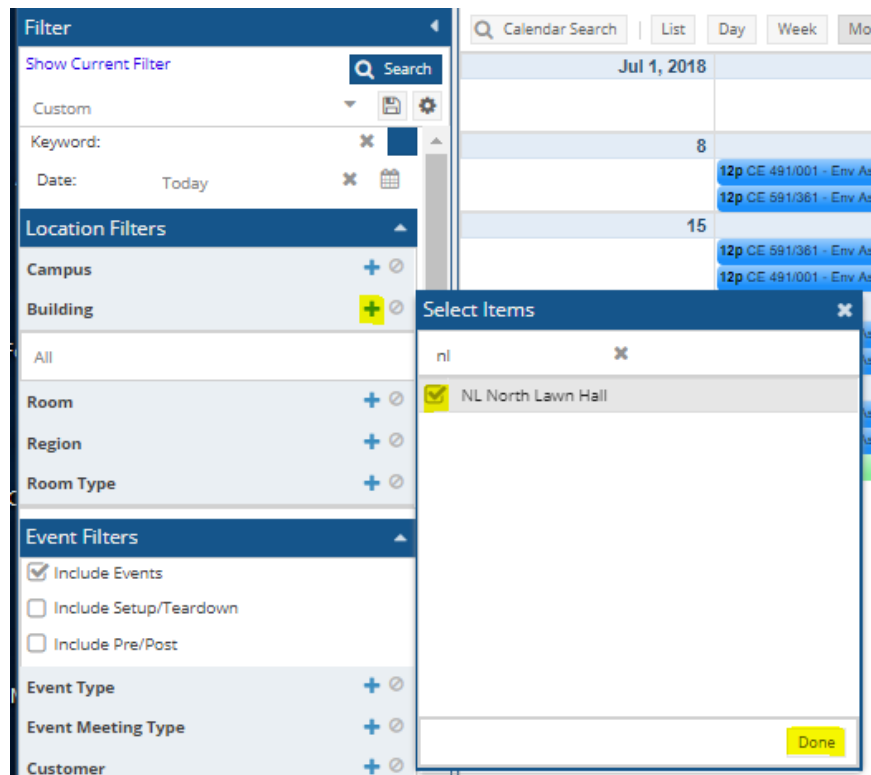 Filter
Show Current Filter
Search
Custom
Keyword:
Date: Today
Location Filters
Campus
Building
All
Room
Region
Room Type
Event Filters
Include Events
Include Setup/Teardown
Include Pre/Post
Event Type
Event Meeting Type
Customer
Calendar Search
List
Day
Week
Mo
Jul 1, 2018
8
12p CE 491/001 - Env As
12p CE 591/361 - Env As
15
12p CE 591/361 - Env As
12p CE 491/001 - Env As
Select Items
nl
NL North Lawn Hall
Done